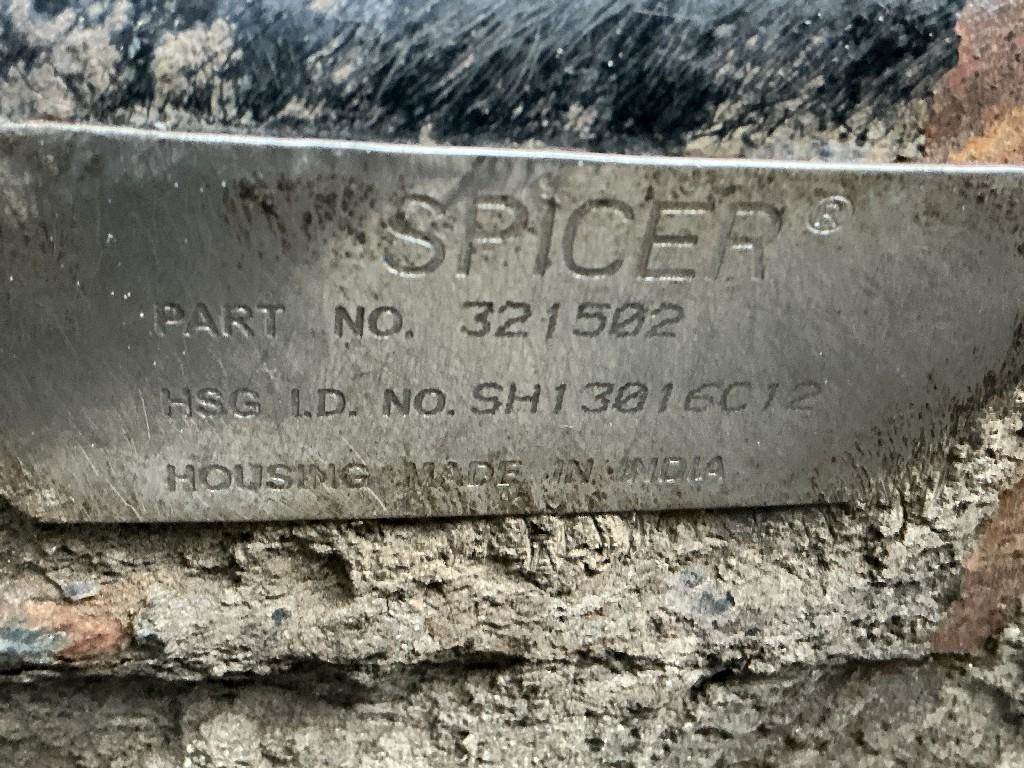 SPICER®
PART NO. 321502
HSG I.D. NO. SH13016C12
HOUSING MADE IN INDIA